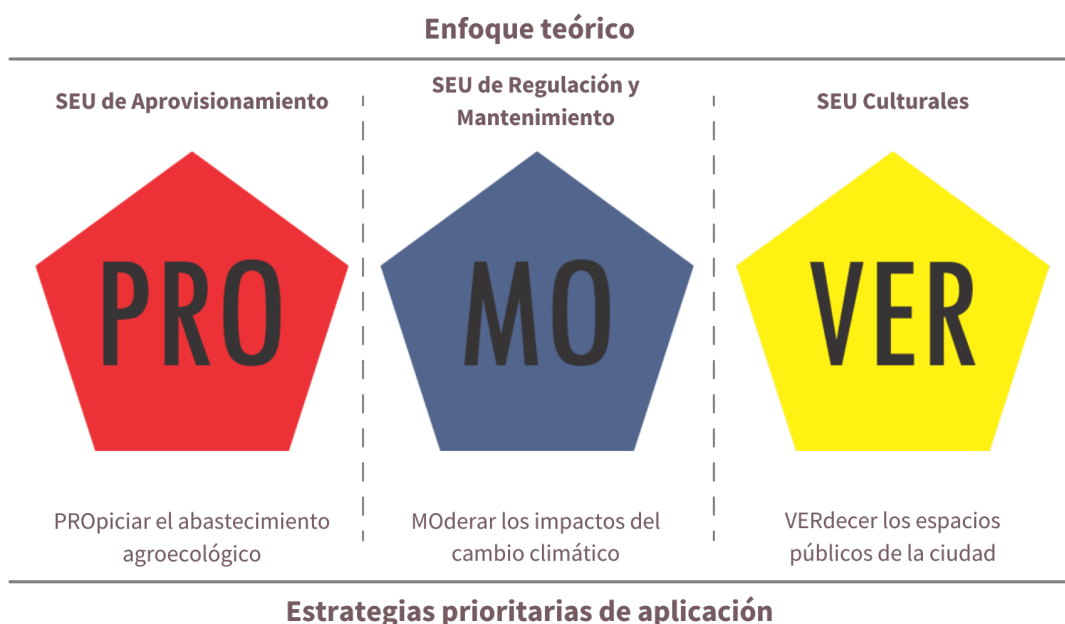 Enfoque teórico
SEU de Aprovisionamiento
SEU de Regulación y
Mantenimiento
SEU Culturales
PRO
MO
VER
PROpiciar el abastecimiento
agroecológico
MOderar los impactos del
cambio climático
VERdecer los espacios
públicos de la ciudad
Estrategias prioritarias de aplicación